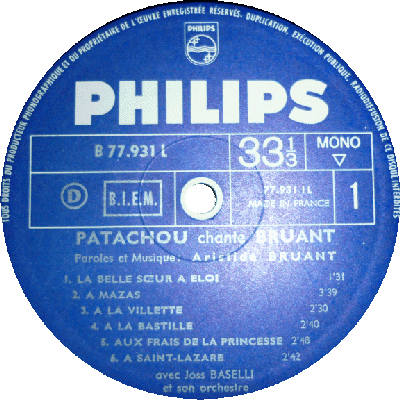 TOUS DROITS DU PRODUCTEUR PHONOGRAPHIQUE ET DU PROPRIÉTAIRE DE L'ŒUVRE ENREGISTRÉE RÉSERVÉS. DUPLICATION, EXÉCUTION PUBLIQUE, RADIODIFFUSION DE CE DISQUE INTERDITES
PHILIPS
PHILIPS
B 77.931 L
33 1/3
MONO
D
B.I.E.M.
77.931 1L
MADE IN FRANCE
1
PATACHOU chante BRUANT
Paroles et Musique: Aristide BRUANT
1. LA BELLE SŒUR A ELOI 1'31
2. A MAZAS 3'39
3. A LA VILLETTE 2'30
4. A LA BASTILLE 2'40
5. AUX FRAIS DE LA PRINCESSE 2'48
6. A SAINT-LAZARE 2'42
avec Joss BASELLI
et son orchestre